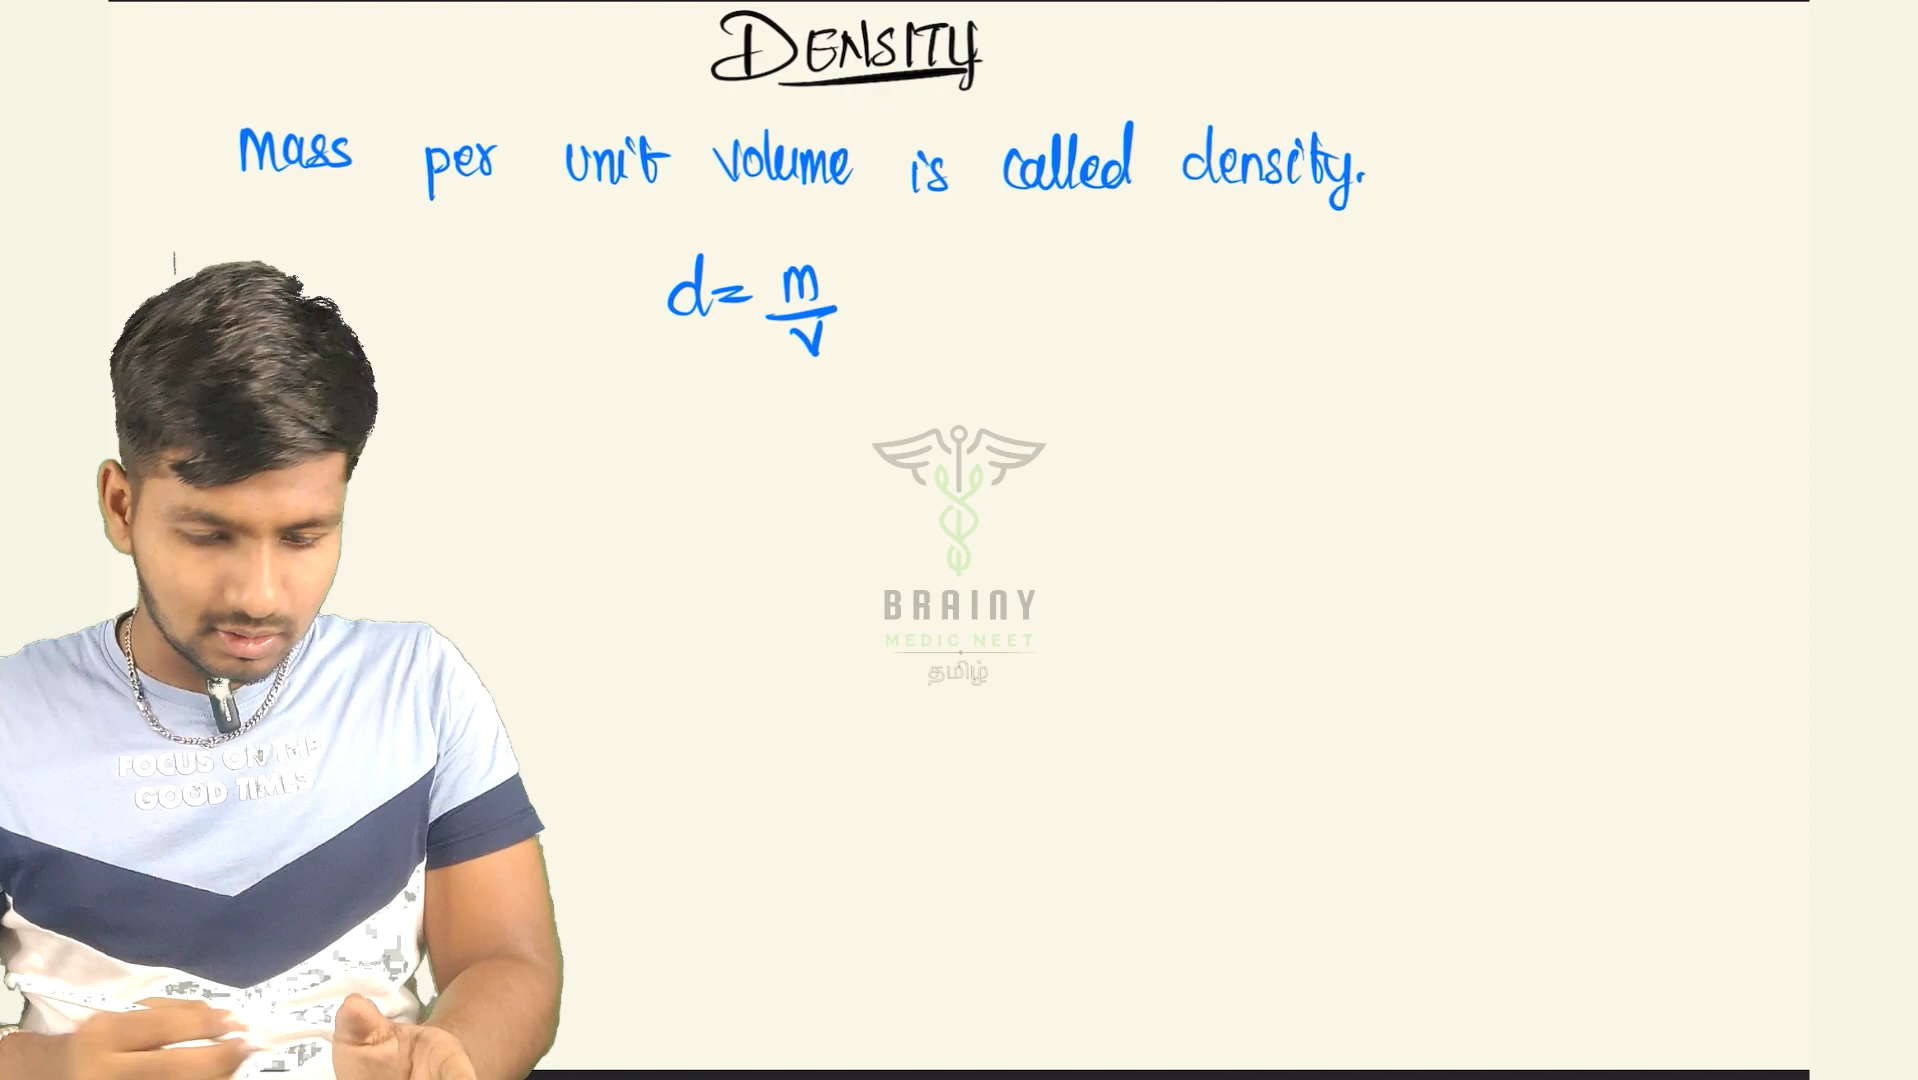 DENSITY
Mass per unit volume is called density.
d = m/v
BRAINY
MEDIC NEET
தமிழ்
FOCUS ON THE
GOOD TIMES